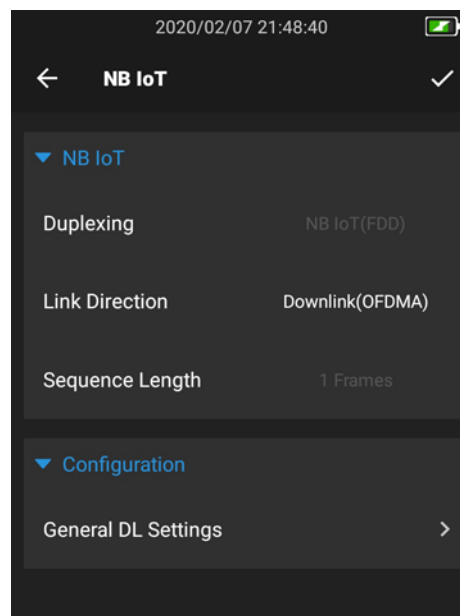 2020/02/07 21:48:40
NB IoT
NB IoT
Duplexing NB IoT(FDD)
Link Direction Downlink(OFDMA)
Sequence Length 1 Frames
Configuration
General DL Settings